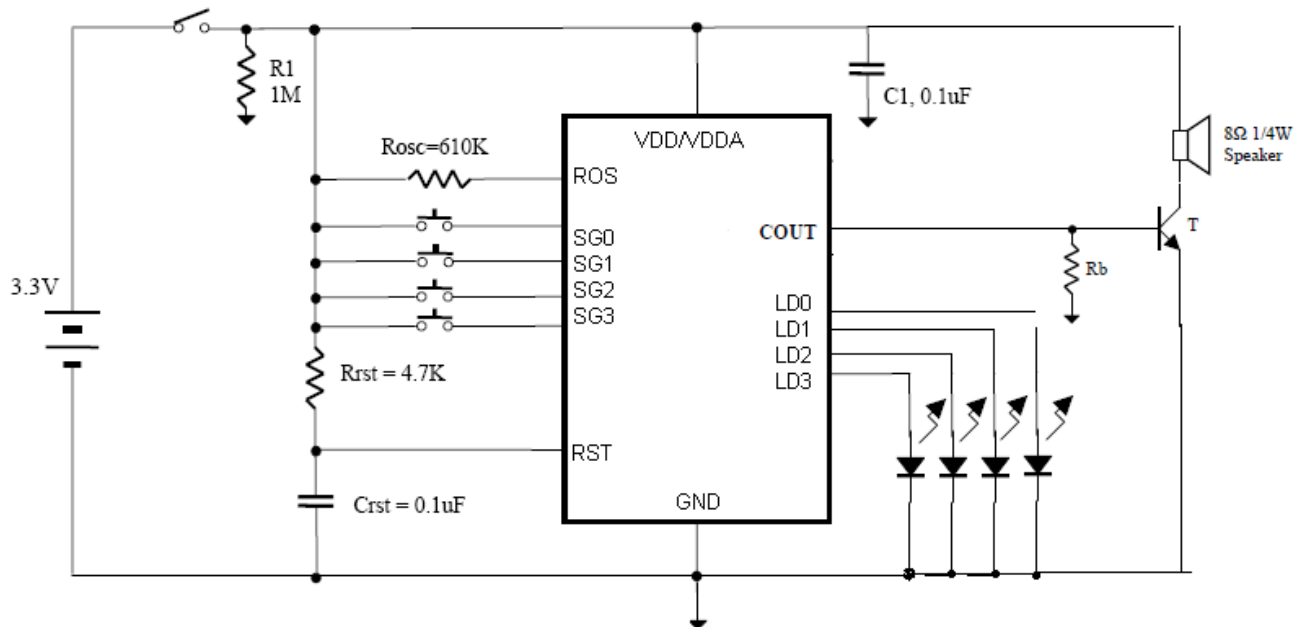 R1
1M
C1, 0.1uF
VDD/VDDA
8Ω 1/4W
Speaker
Rosc=610K
ROS
SG0
COUT
T
SG1
Rb
3.3V
SG2
LD0
SG3
LD1
LD2
Rrst = 4.7K
LD3
RST
Crst = 0.1uF
GND